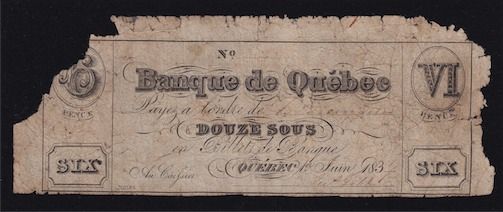 No
6 VI
Banque de Québec
PENCE PENCE
Payez a l'ordre de
DOUZE SOUS
en Billets de Banque
SIX QUÉBEC 1er Juin 183 SIX
Au Caissier